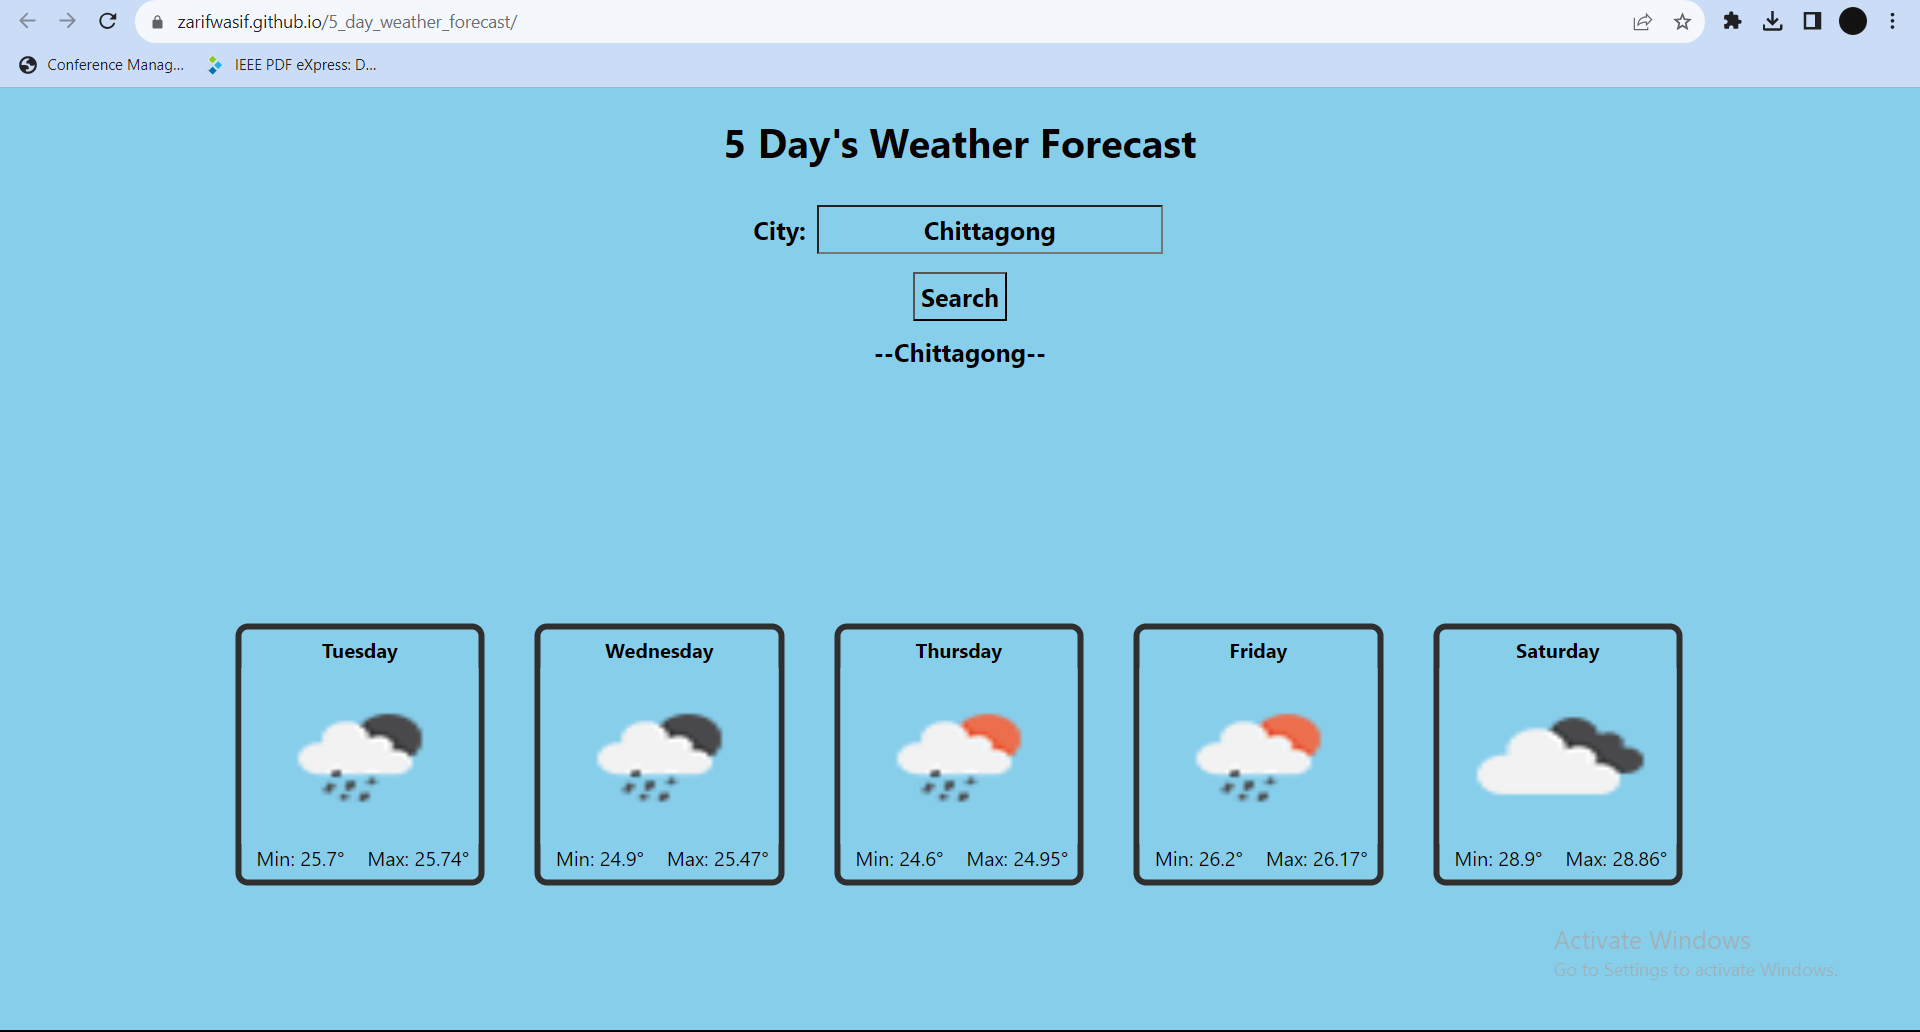 zarifwasif.github.io/5_day_weather_forecast/
Conference Manag... IEEE PDF eXpress: D...
5 Day's Weather Forecast
City: Chittagong
Search
--Chittagong--
Tuesday
Min: 25.7° Max: 25.74°
Wednesday
Min: 24.9° Max: 25.47°
Thursday
Min: 24.6° Max: 24.95°
Friday
Min: 26.2° Max: 26.17°
Saturday
Min: 28.9° Max: 28.86°
Activate Windows
Go to Settings to activate Windows.